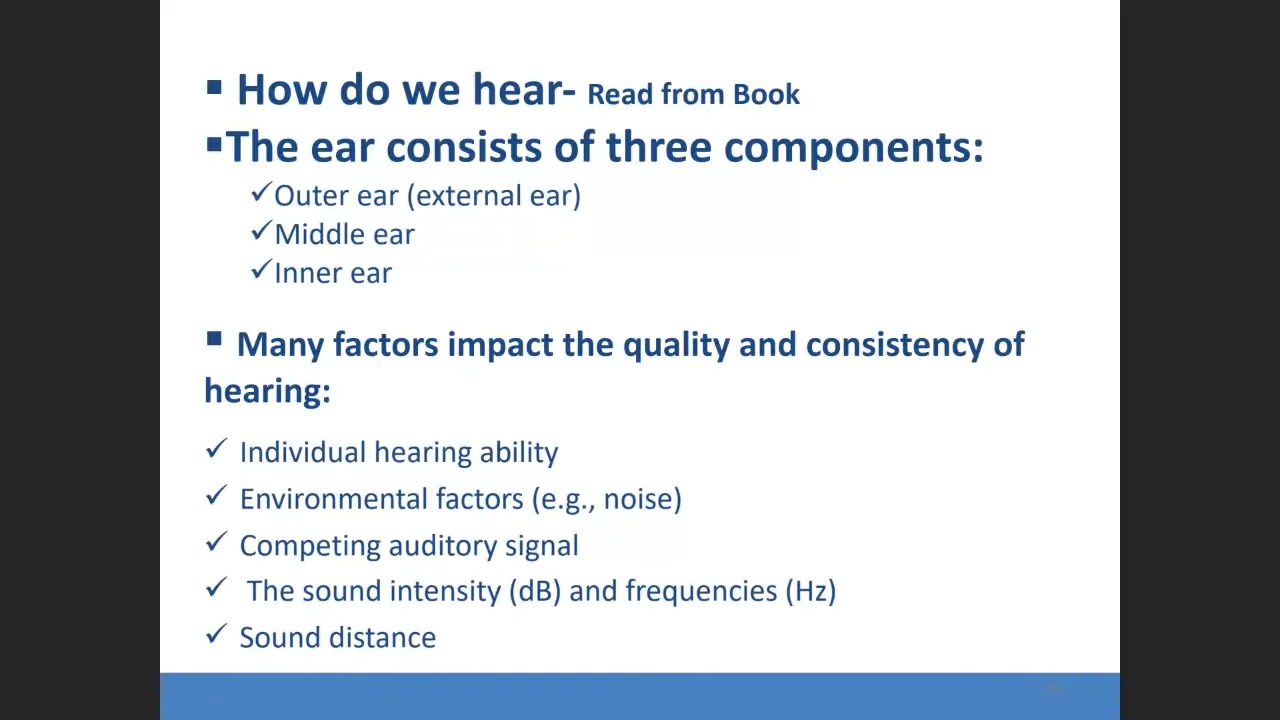 ▪ How do we hear- Read from Book
▪The ear consists of three components:
✓Outer ear (external ear)
✓Middle ear
✓Inner ear
▪ Many factors impact the quality and consistency of
hearing:
✓ Individual hearing ability
✓ Environmental factors (e.g., noise)
✓ Competing auditory signal
✓ The sound intensity (dB) and frequencies (Hz)
✓ Sound distance